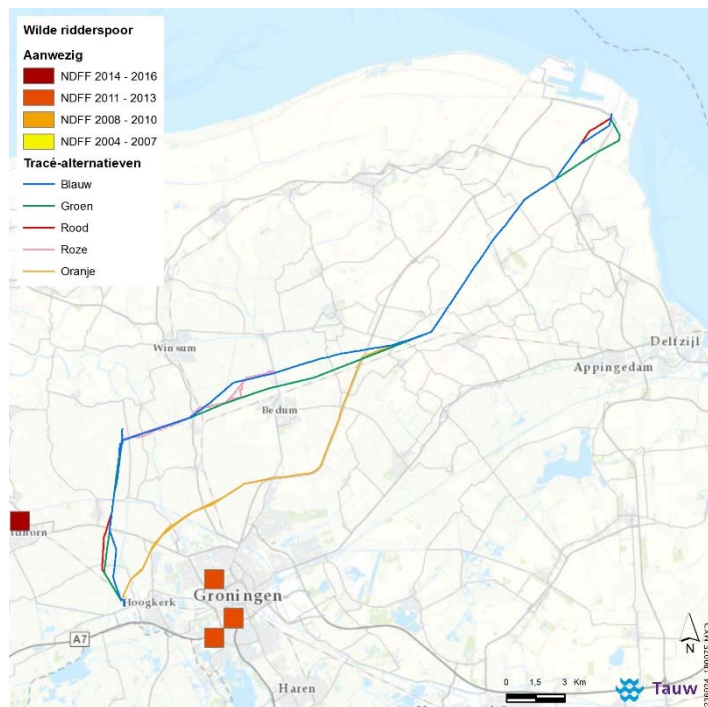 Wilde ridderspoor
Aanwezig
NDFF 2014 - 2016
NDFF 2011 - 2013
NDFF 2008 - 2010
NDFF 2004 - 2007
Tracé-alternatieven
Blauw
Groen
Rood
Roze
Oranje
Winsum
Bedum
Delfzijl
Appingedam
Hoogkerk
Groningen
A7
Haren
N
0 1,5 3 Km
Tauw